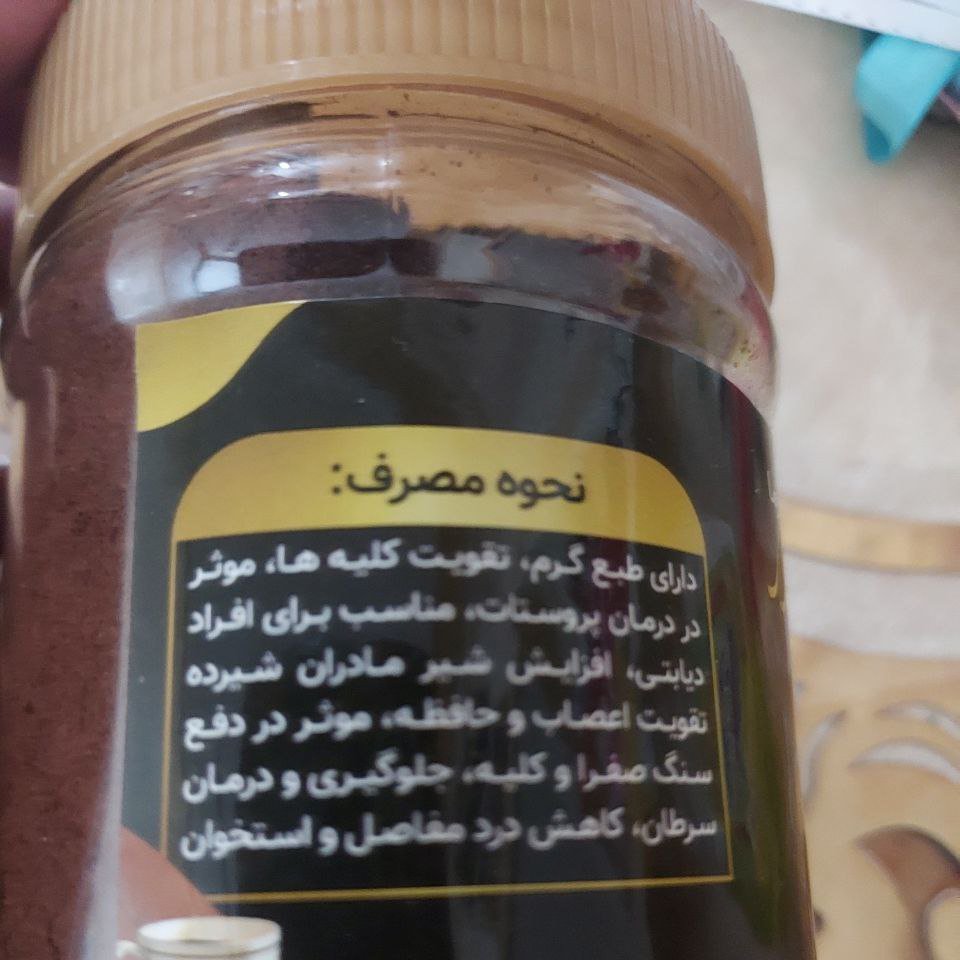 نحوه مصرف:
دارای طبع گرم، تقویت کلیه ها، موثر
در درمان پروستات، مناسب برای افراد
دیابتی، افزایش شیر مادران شیرده
تقویت اعصاب و حافظه، موثر در دفع
سنگ صفرا و کلیه، جلوگیری و درمان
سرطان، کاهش درد مفاصل و استخوان